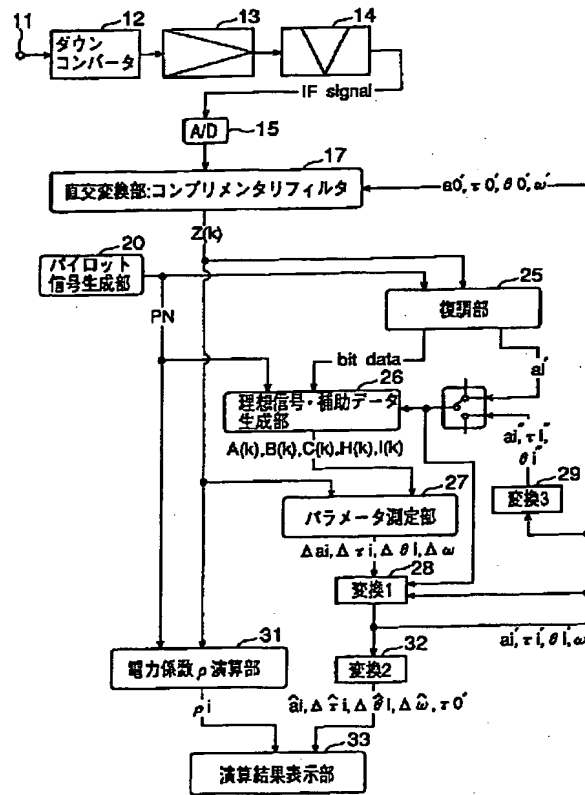 11
12
13
14
ダウン
コンバータ
IF signal
A/D
15
17
直交変換部:コンプリメンタリフィルタ
a0′, τ0′, θ0′, ω′
Z(k)
20
パイロット
信号生成部
PN
25
復調部
bit data
ai′
26
理想信号・補助データ
生成部
A(k),B(k),C(k),H(k),I(k)
ai″, τi″,
θi″
27
パラメータ測定部
29
変換3
Δai, Δτi, Δθi, Δω
28
変換1
31
電力係数ρ演算部
32
変換2
ai′, τi′, θi′, ω′
ρi
âi, Δτ̂i, Δθ̂i, Δω̂, τ0′
33
演算結果表示部